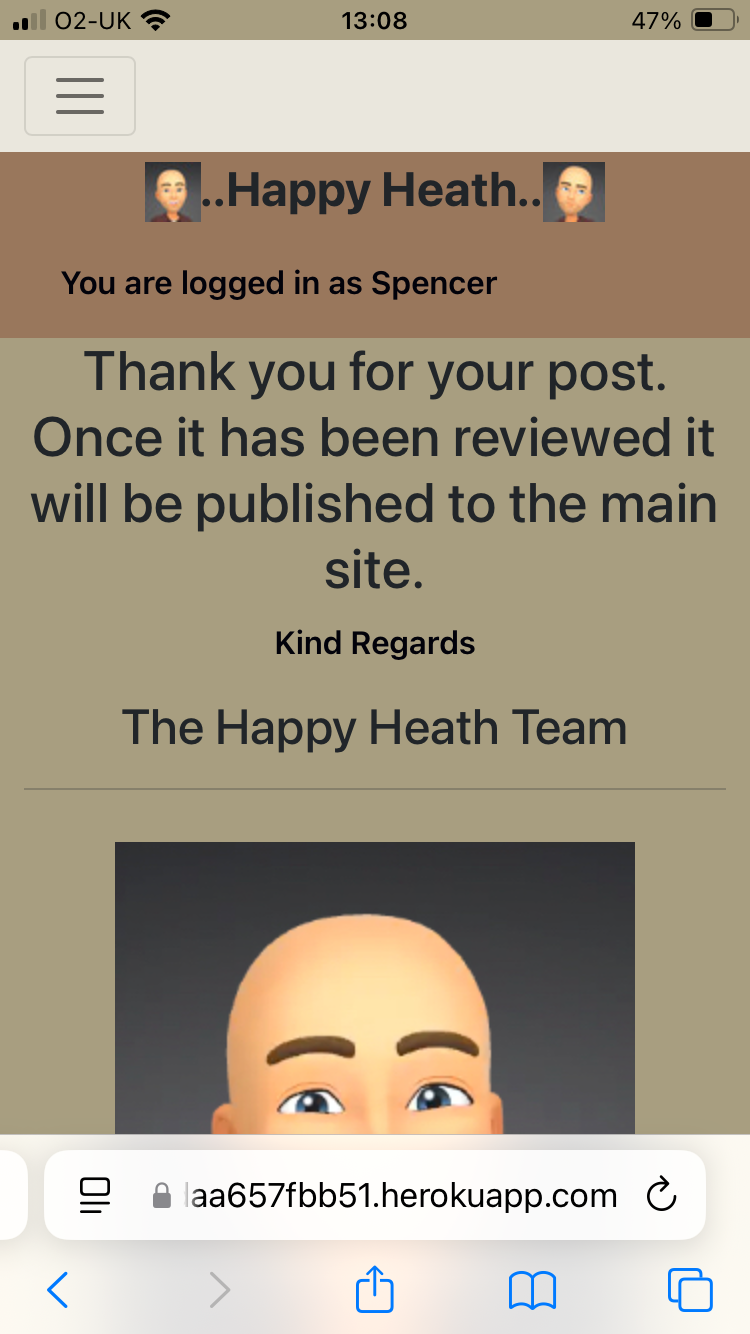 O2-UK 13:08 47%
..Happy Heath..
You are logged in as Spencer
Thank you for your post.
Once it has been reviewed it
will be published to the main
site.
Kind Regards
The Happy Heath Team
aa657fbb51.herokuapp.com